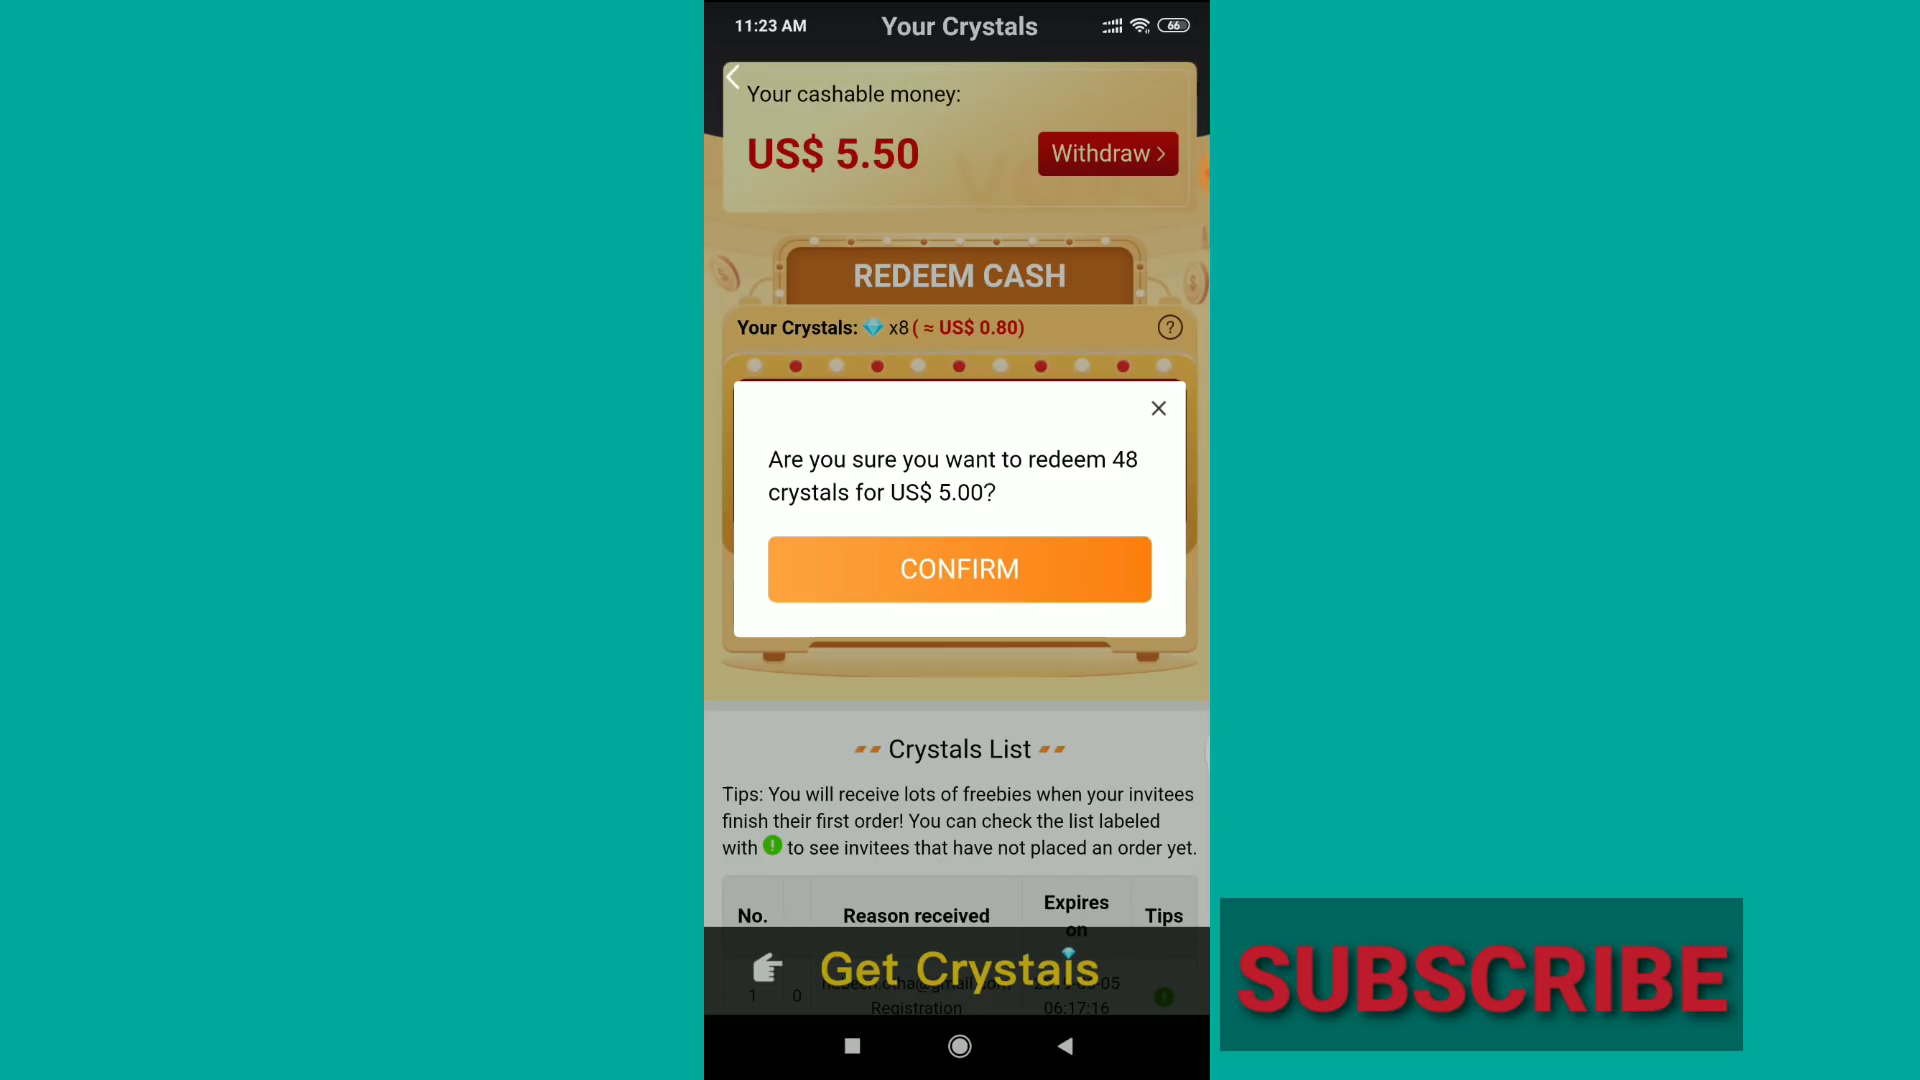 11:23 AM
Your Crystals
66
Your cashable money:
US$ 5.50
Withdraw >
REDEEM CASH
Your Crystals: x8 ( ≈ US$ 0.80)
?
Are you sure you want to redeem 48
crystals for US$ 5.00?
CONFIRM
Crystals List
Tips: You will receive lots of freebies when your invitees
finish their first order! You can check the list labeled
with ! to see invitees that have not placed an order yet.
No. Reason received Expires on Tips
Get Crystals
1 0 Registration 06:17:16
SUBSCRIBE